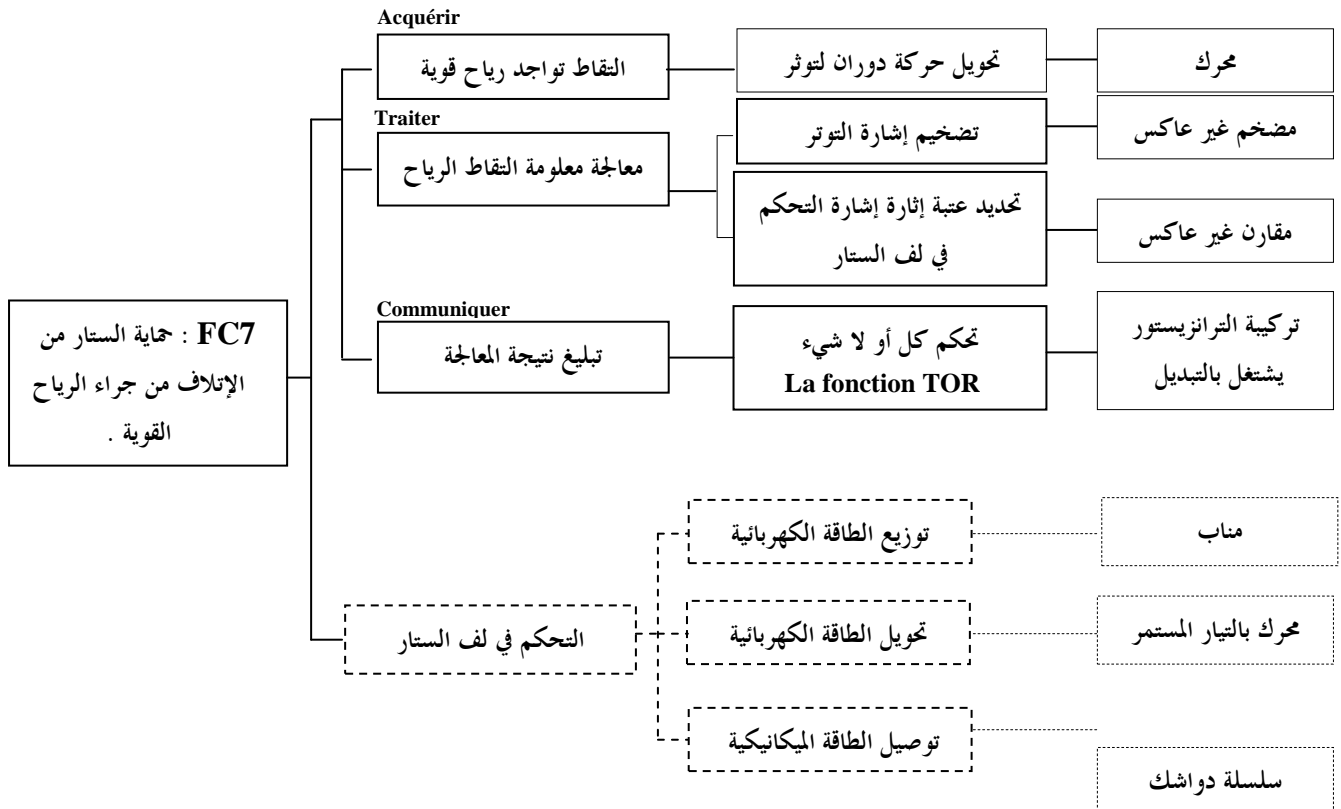 Acquérir
التقاط تواجد رياح قوية
تحويل حركة دوران لتوثر
محرك
Traiter
معالجة معلومة التقاط الرياح
تضخيم إشارة التوتر
مضخم غير عاكس
تحديد عتبة إثارة إشارة التحكم
في لف الستار
مقارن غير عاكس
FC7 : حماية الستار من
الإتلاف من جراء الرياح
القوية .
Communiquer
تبليغ نتيجة المعالجة
تحكم كل أو لا شيء
La fonction TOR
تركيبة الترانزيستور
يشتغل بالتبديل
التحكم في لف الستار
توزيع الطاقة الكهربائية
مناب
تحويل الطاقة الكهربائية
محرك بالتيار المستمر
توصيل الطاقة الميكانيكية
سلسلة دواشك